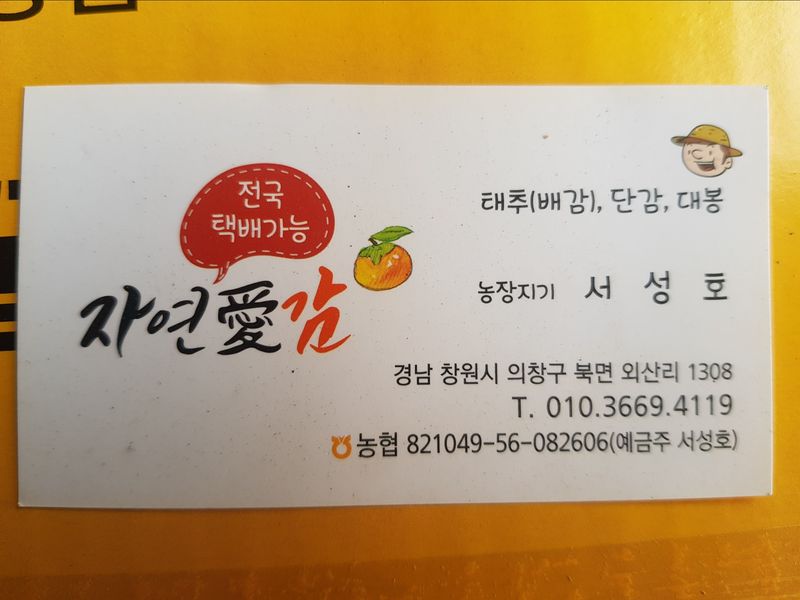 전국
택배가능
자연愛감
태추(배감), 단감, 대봉
농장지기 서 성 호
경남 창원시 의창구 북면 외산리 1308
T. 010.3669.4119
농협 821049-56-082606(예금주 서성호)